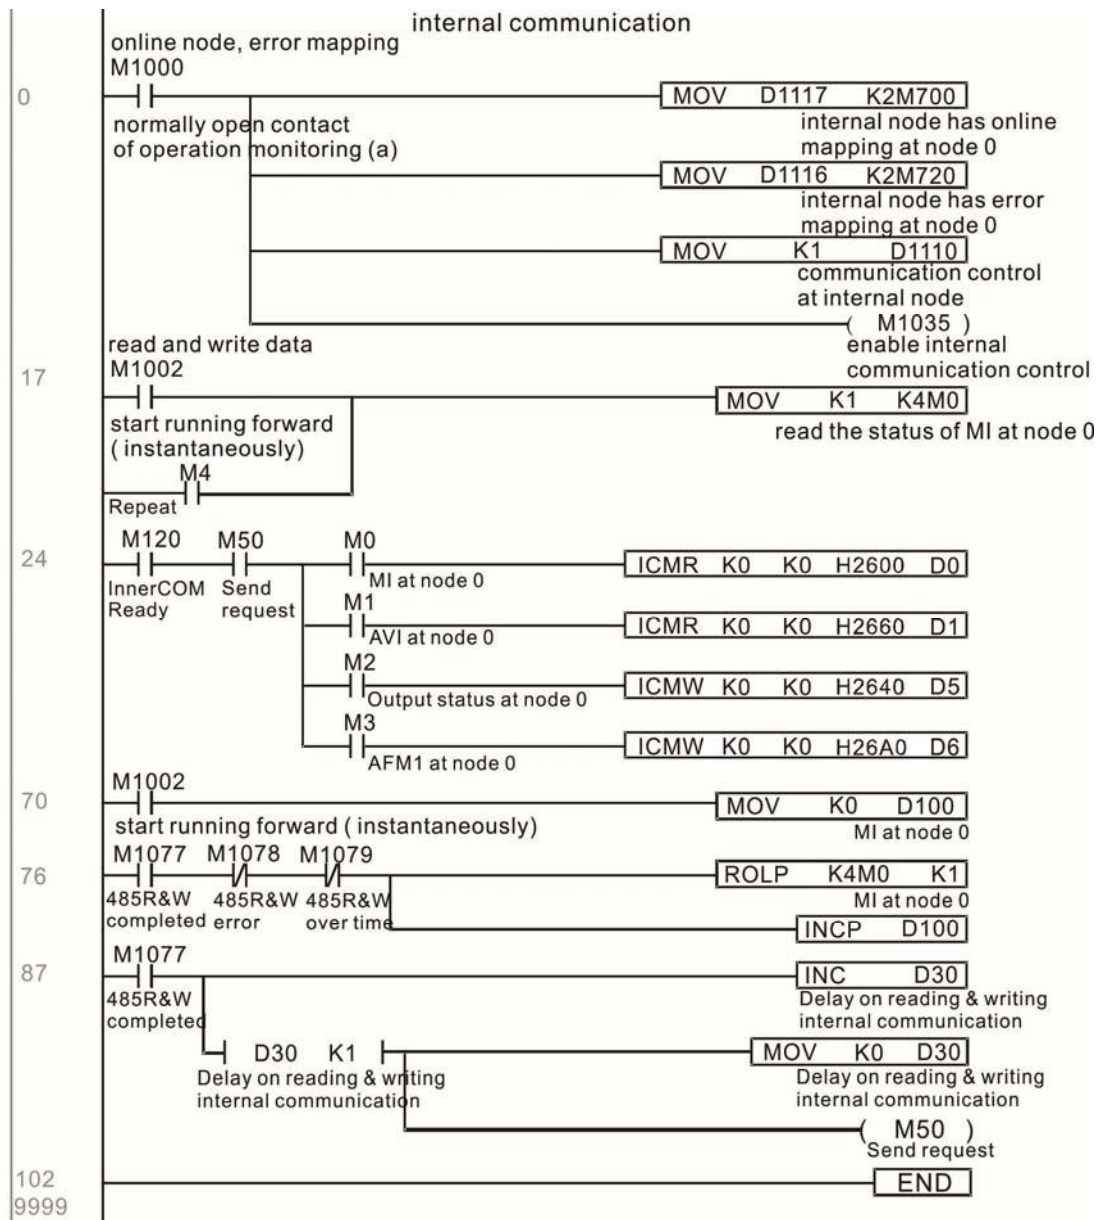 internal communication
online node, error mapping
M1000
0
MOV D1117 K2M700
normally open contact
of operation monitoring (a)
internal node has online
mapping at node 0
MOV D1116 K2M720
internal node has error
mapping at node 0
MOV K1 D1110
communication control
at internal node
( M1035 )
enable internal
communication control
read and write data
17
M1002
MOV K1 K4M0
start running forward
( instantaneously)
read the status of MI at node 0
M4
Repeat
24
M120 M50 M0
ICMR K0 K0 H2600 D0
InnerCOM
Ready
Send
request
MI at node 0
M1
ICMR K0 K0 H2660 D1
AVI at node 0
M2
ICMW K0 K0 H2640 D5
Output status at node 0
M3
ICMW K0 K0 H26A0 D6
AFM1 at node 0
M1002
70
MOV K0 D100
start running forward ( instantaneously)
MI at node 0
M1077 M1078 M1079
76
ROLP K4M0 K1
485R&W
completed
485R&W
error
485R&W
over time
MI at node 0
INCP D100
M1077
87
INC D30
485R&W
completed
Delay on reading & writing
internal communication
D30 K1
MOV K0 D30
Delay on reading & writing
internal communication
Delay on reading & writing
internal communication
( M50 )
Send request
102
END
9999